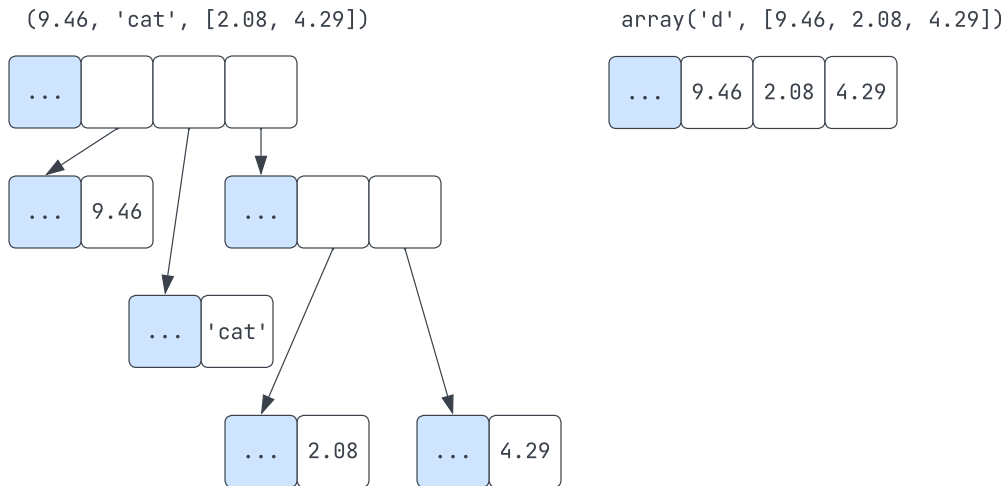 (9.46, 'cat', [2.08, 4.29])
array('d', [9.46, 2.08, 4.29])
...
... 9.46 2.08 4.29
... 9.46
...
... 'cat'
... 2.08
... 4.29